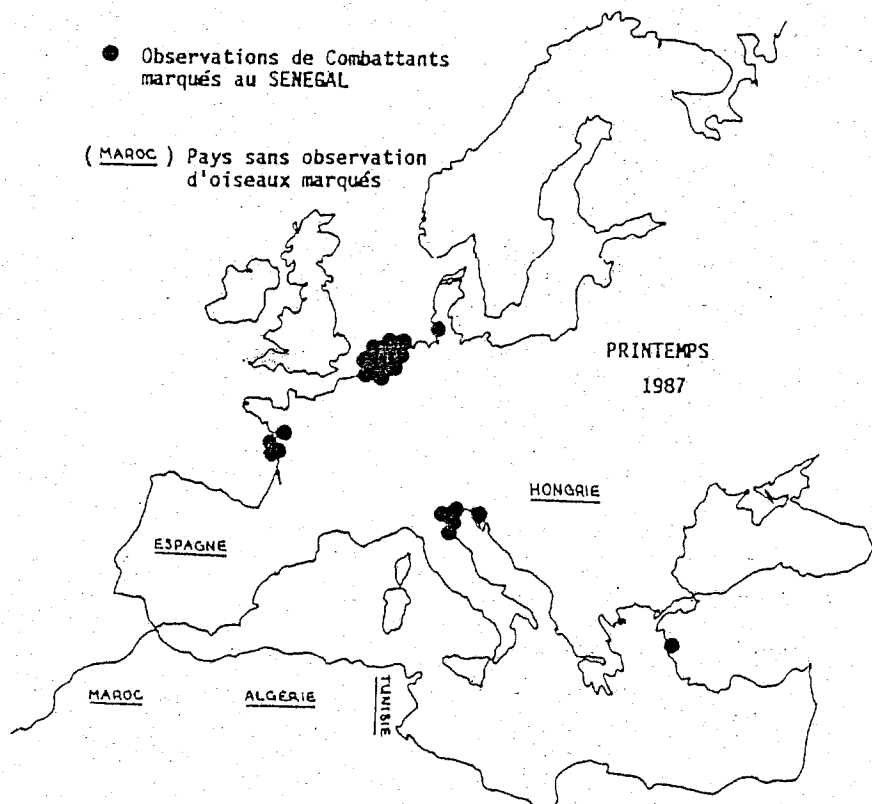 Observations de Combattants
marqués au SENEGAL
(MAROC) Pays sans observation
d'oiseaux marqués
PRINTEMPS
1987
HONGRIE
ESPAGNE
MAROC
ALGÉRIE
TUNISIE